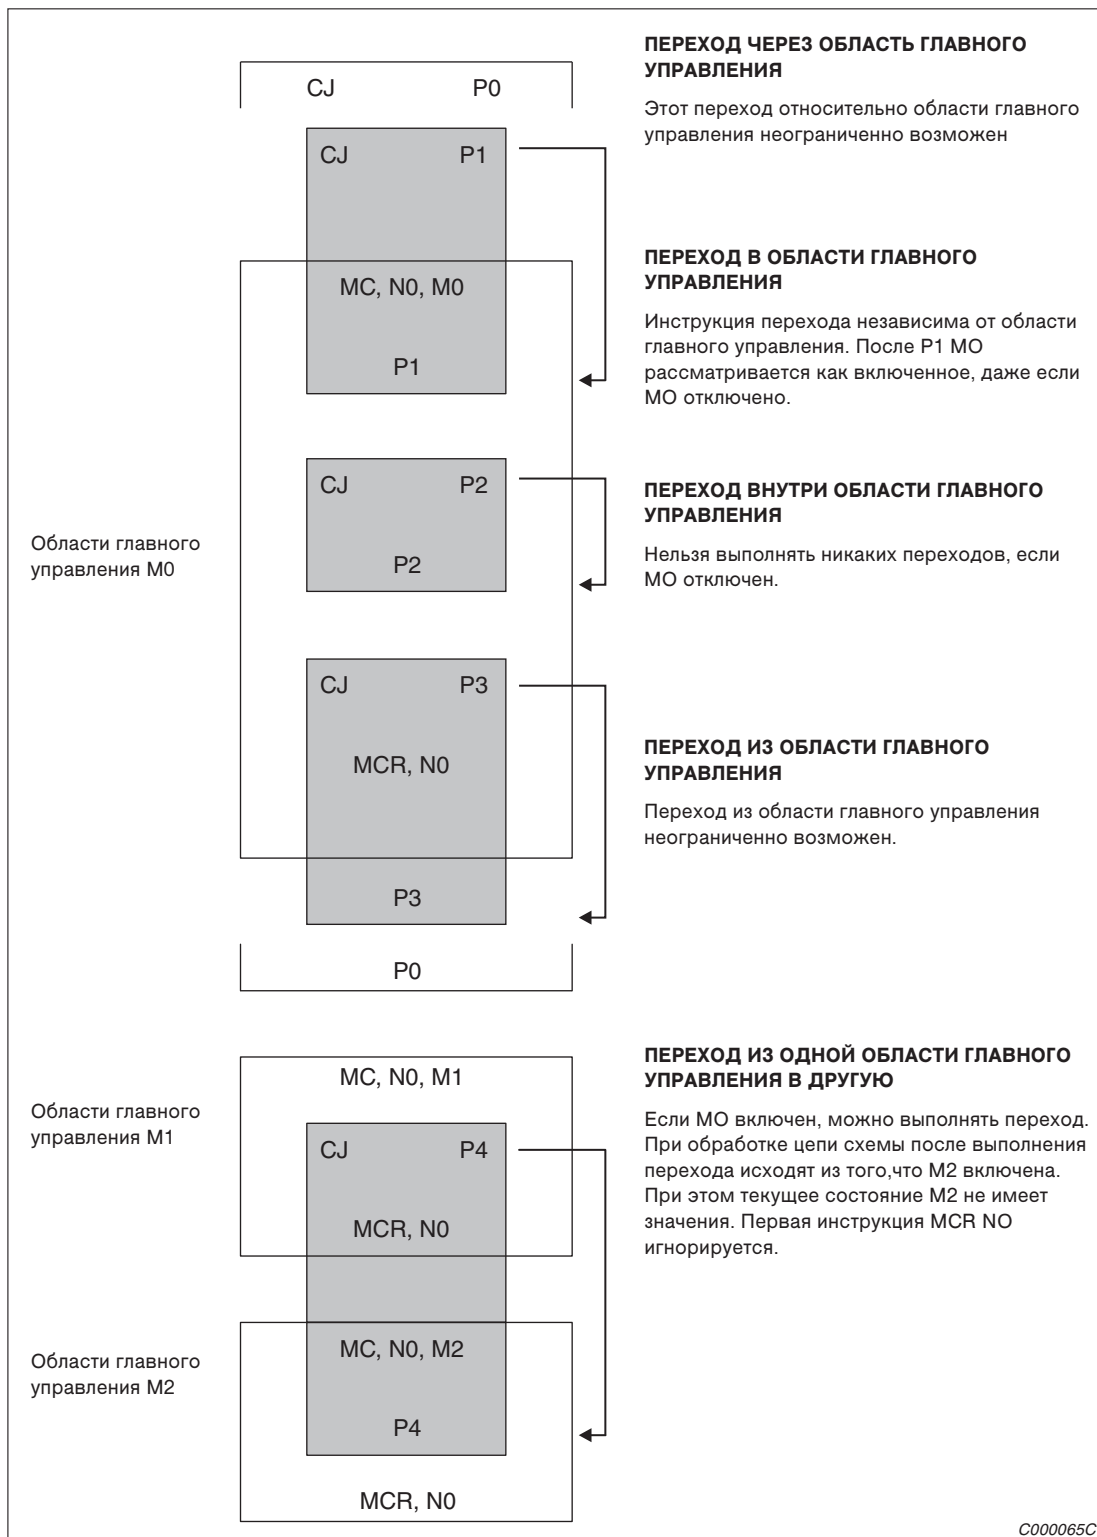 ПЕРЕХОД ЧЕРЕЗ ОБЛАСТЬ ГЛАВНОГО
УПРАВЛЕНИЯ
Этот переход относительно области главного
управления неограниченно возможен
CJ P0
CJ P1
ПЕРЕХОД В ОБЛАСТИ ГЛАВНОГО
УПРАВЛЕНИЯ
Инструкция перехода независима от области
главного управления. После P1 МО
рассматривается как включенное, даже если
МО отключено.
MC, N0, M0
P1
CJ P2
P2
ПЕРЕХОД ВНУТРИ ОБЛАСТИ ГЛАВНОГО
УПРАВЛЕНИЯ
Нельзя выполнять никаких переходов, если
МО отключен.
Области главного
управления M0
CJ P3
MCR, N0
P3
ПЕРЕХОД ИЗ ОБЛАСТИ ГЛАВНОГО
УПРАВЛЕНИЯ
Переход из области главного управления
неограниченно возможен.
P0
MC, N0, M1
ПЕРЕХОД ИЗ ОДНОЙ ОБЛАСТИ ГЛАВНОГО
УПРАВЛЕНИЯ В ДРУГУЮ
Если МО включен, можно выполнять переход.
При обработке цепи схемы после выполнения
перехода исходят из того,что M2 включена.
При этом текущее состояние M2 не имеет
значения. Первая инструкция MCR NO
игнорируется.
Области главного
управления M1
CJ P4
MCR, N0
Области главного
управления M2
MC, N0, M2
P4
MCR, N0
C000065C